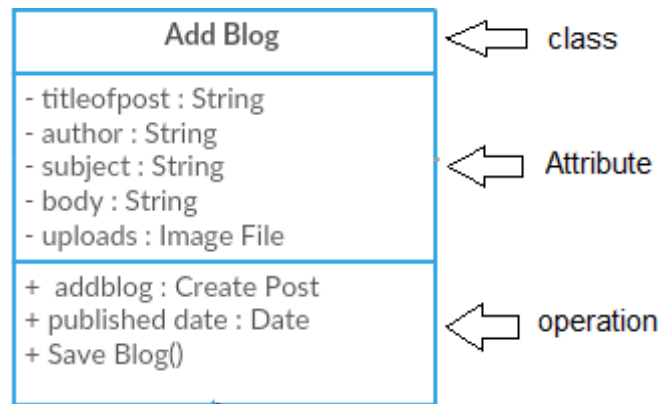 Add Blog
class
- titleofpost : String
- author : String
- subject : String
- body : String
- uploads : Image File
Attribute
+ addblog : Create Post
+ published date : Date
+ Save Blog()
operation